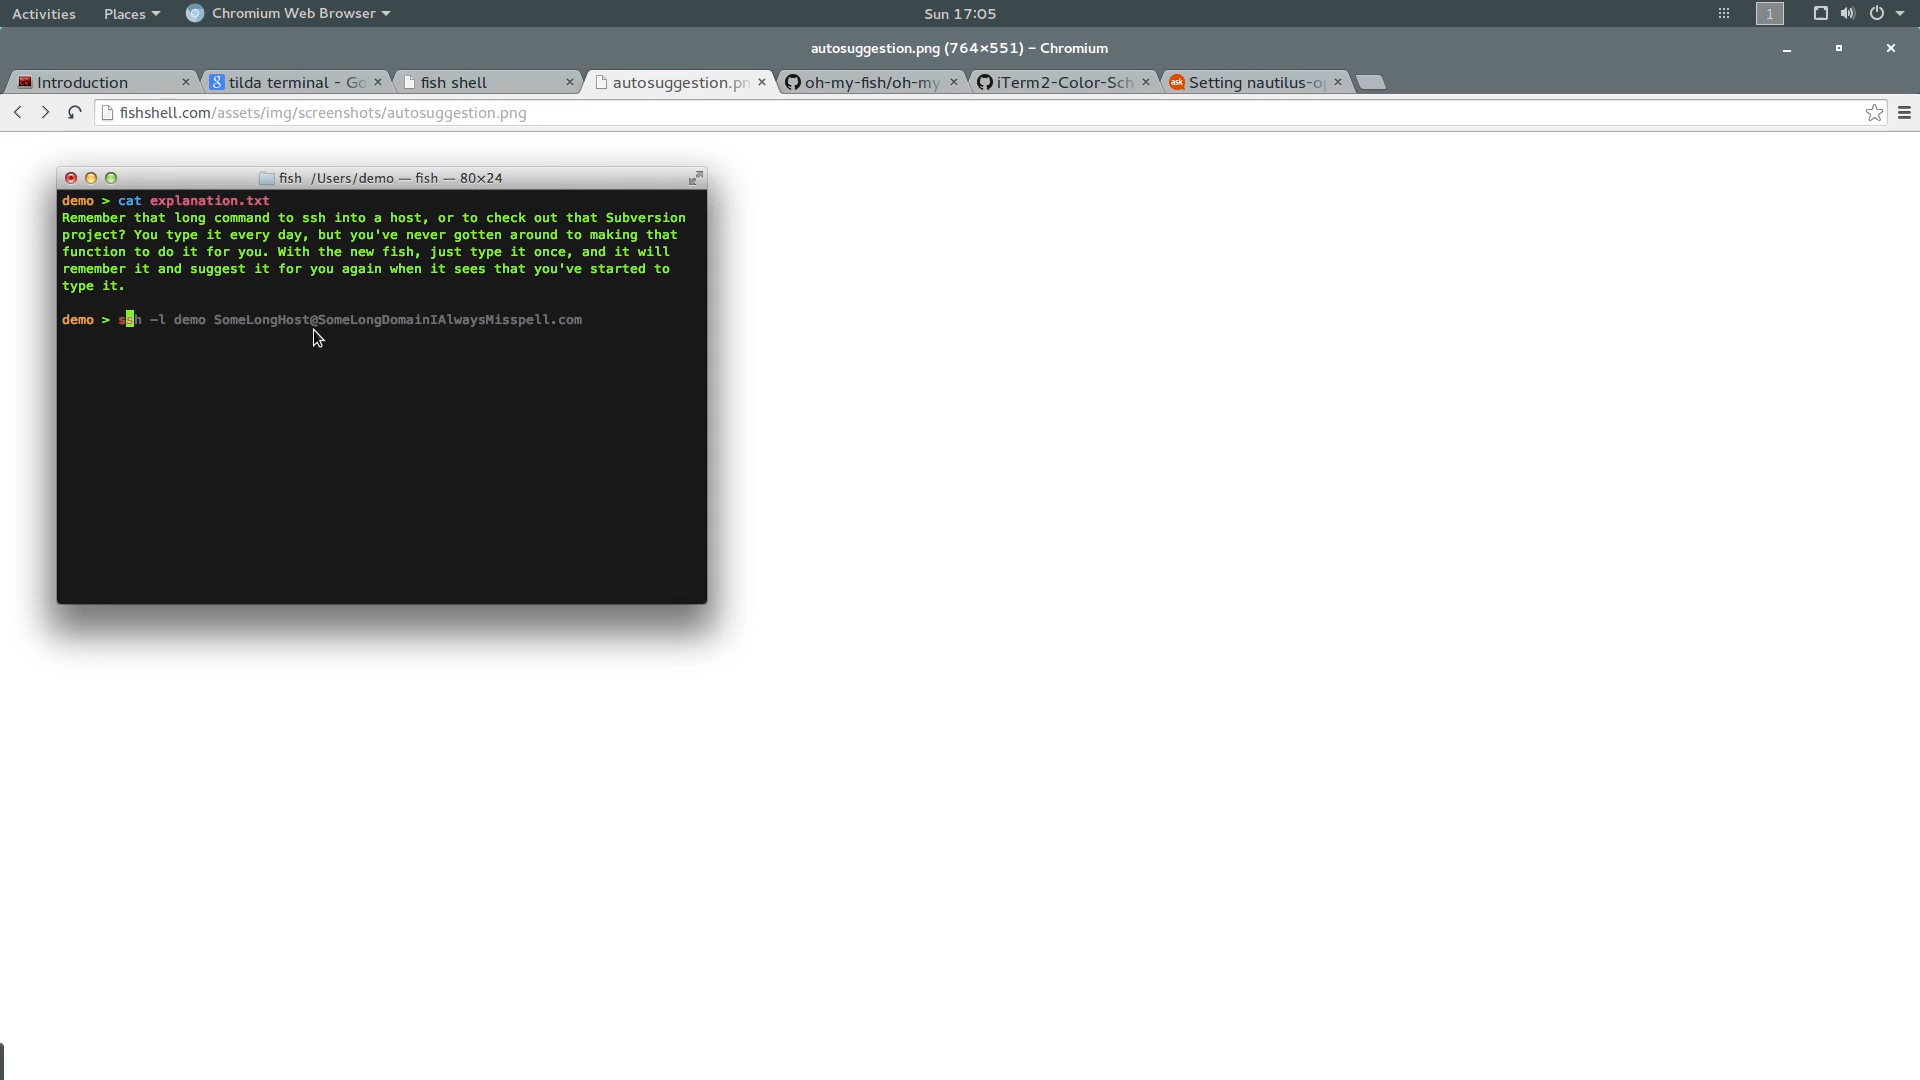 Activities Places Chromium Web Browser Sun 17:05 1
autosuggestion.png (764×551) – Chromium
Introduction tilda terminal - Go fish shell autosuggestion.pn oh-my-fish/oh-my iTerm2-Color-Sch ask Setting nautilus-o
fishshell.com/assets/img/screenshots/autosuggestion.png
fish /Users/demo — fish — 80×24
demo > cat explanation.txt
Remember that long command to ssh into a host, or to check out that Subversion
project? You type it every day, but you've never gotten around to making that
function to do it for you. With the new fish, just type it once, and it will
remember it and suggest it for you again when it sees that you've started to
type it.
demo > ssh -l demo SomeLongHost@SomeLongDomainIAlwaysMisspell.com